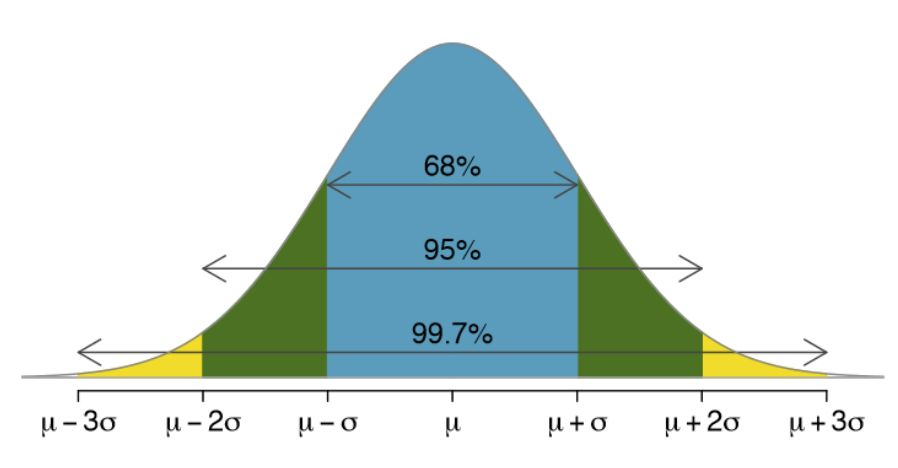 68%
95%
99.7%
μ − 3σ μ − 2σ μ − σ μ μ + σ μ + 2σ μ + 3σ